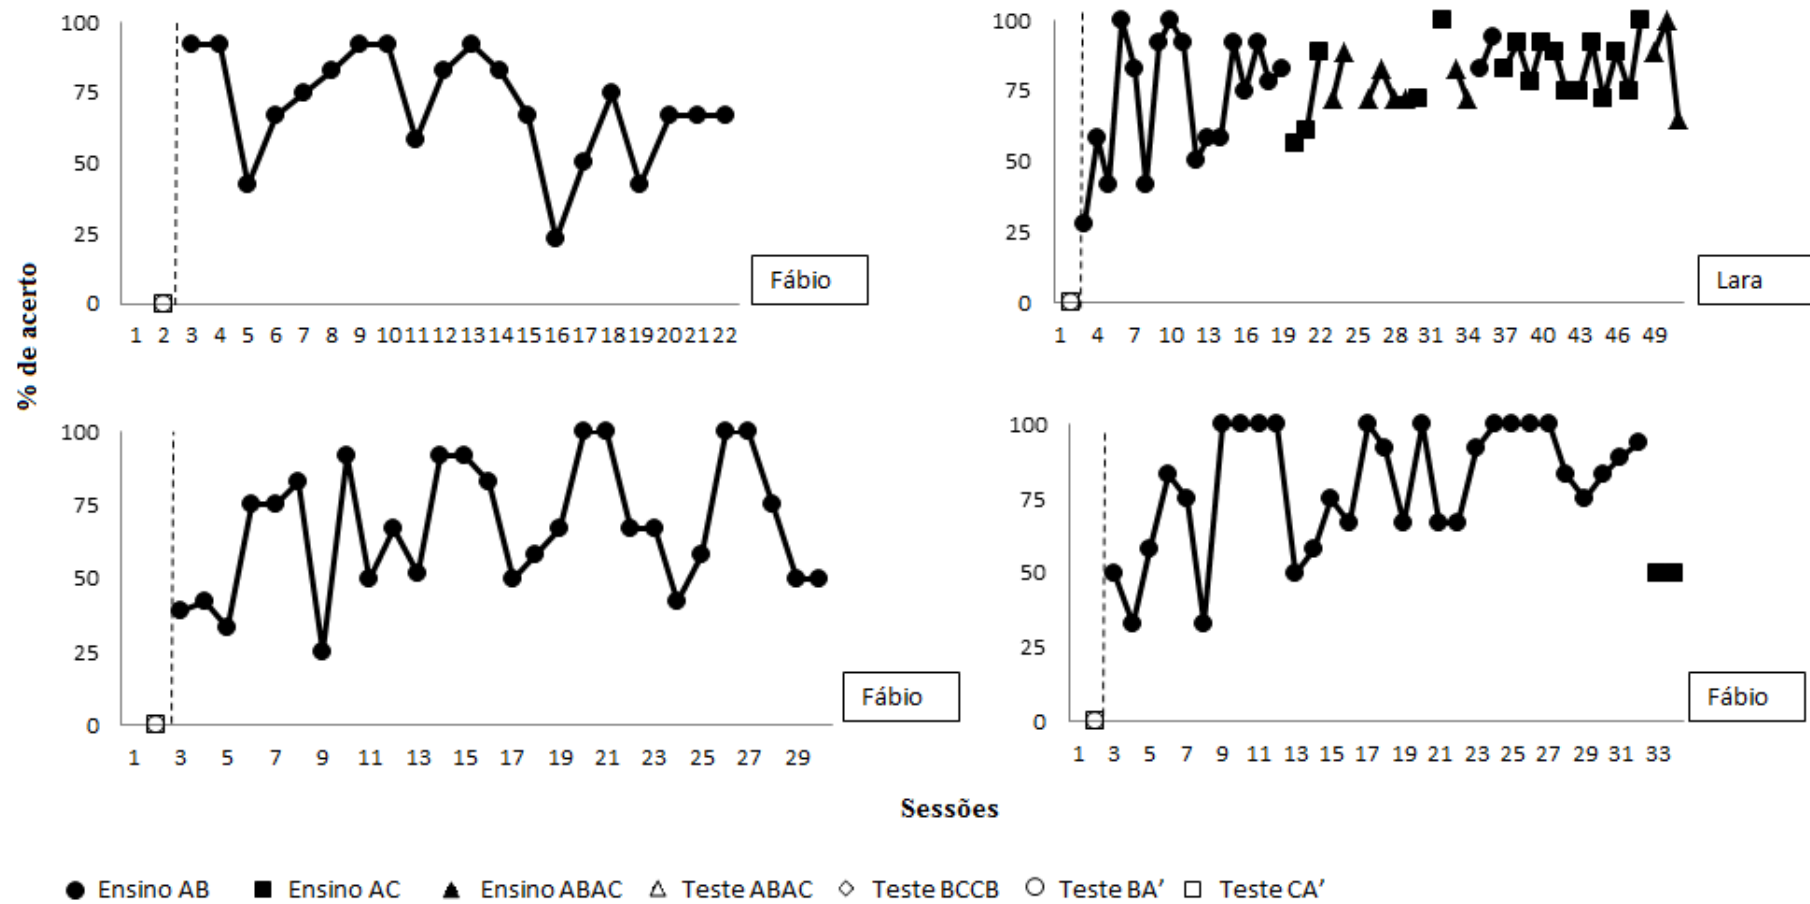 % de acerto
100
75
50
25
0
1 2 3 4 5 6 7 8 9 10 11 12 13 14 15 16 17 18 19 20 21 22
Fábio
100
75
50
25
0
1 4 7 10 13 16 19 22 25 28 31 34 37 40 43 46 49
Lara
100
75
50
25
0
1 3 5 7 9 11 13 15 17 19 21 23 25 27 29
Fábio
100
75
50
25
0
1 3 5 7 9 11 13 15 17 19 21 23 25 27 29 31 33
Fábio
Sessões
Ensino AB Ensino AC Ensino ABAC Teste ABAC Teste BCCB Teste BA’ Teste CA’